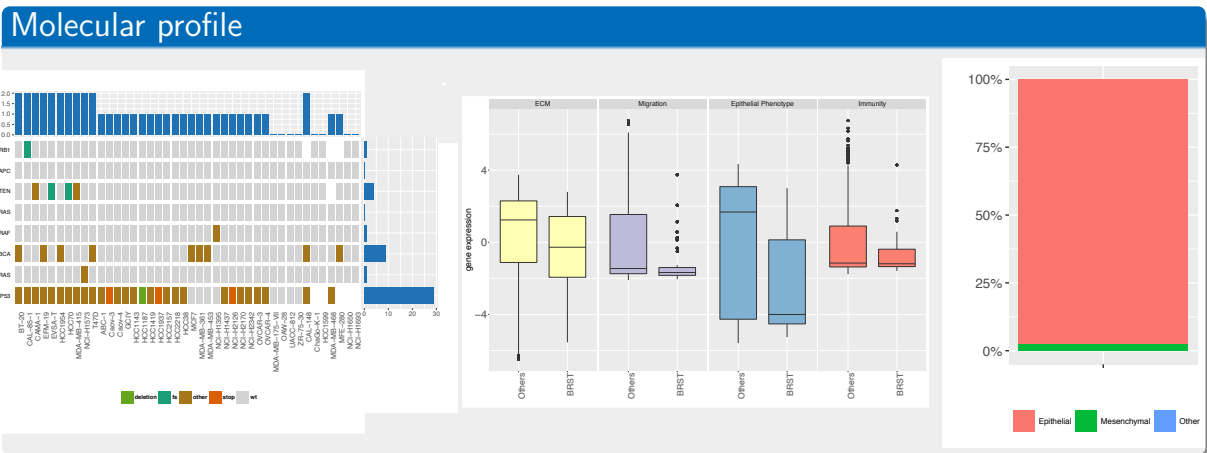 Molecular profile
2.0
1.5
1.0
0.5
0.0
RB1
APC
TEN
RAS
RAF
3CA
RAS
P53
BT-20
CAL-85-1
CAMA-1
EFM-19
EVSA-T
HCC1954
HCC70
MDA-MB-415
NCI-H1573
T47D
ABC-1
Caov-3
Caov-4
GCIY
HCC1143
HCC1187
HCC1419
HCC1937
HCC2157
HCC2218
HCC38
MCF7
MDA-MB-361
MDA-MB-453
NCI-H1395
NCI-H1437
NCI-H2126
NCI-H2170
NCI-H2342
OVCAR-3
OVCAR-4
MDA-MB-175-VII
OAW-28
UACC-812
ZR-75-30
CAL-148
ChaGo-K-1
HCC1599
MDA-MB-468
MFE-280
NCI-H1650
NCI-H1693
0 10 20 30
deletion fs other stop wt
ECM Migration Epithelial Phenotype Immunity
gene expression
4
0
−4
Others BRST Others BRST Others BRST Others BRST
100%
75%
50%
25%
0%
Epithelial Mesenchymal Other